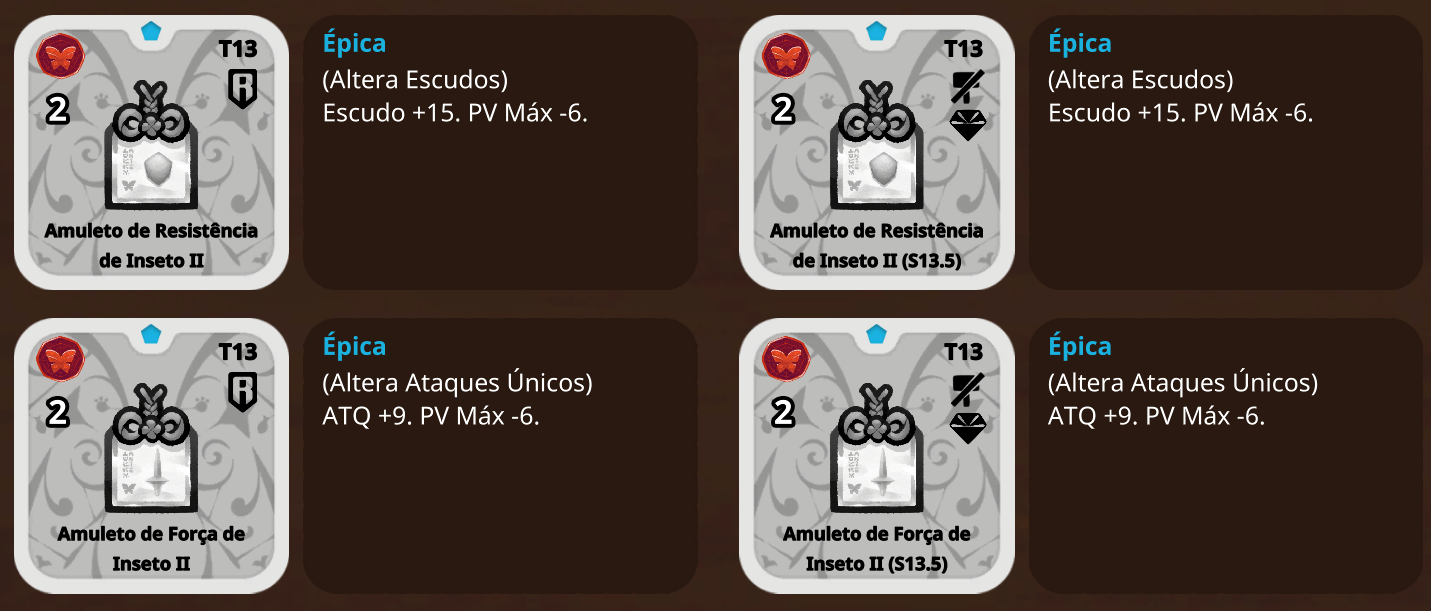 T13
2
Amuleto de Resistência
de Inseto II
Épica
(Altera Escudos)
Escudo +15. PV Máx -6.
T13
2
Amuleto de Resistência
de Inseto II (S13.5)
Épica
(Altera Escudos)
Escudo +15. PV Máx -6.
T13
2
Amuleto de Força de
Inseto II
Épica
(Altera Ataques Únicos)
ATQ +9. PV Máx -6.
T13
2
Amuleto de Força de
Inseto II (S13.5)
Épica
(Altera Ataques Únicos)
ATQ +9. PV Máx -6.